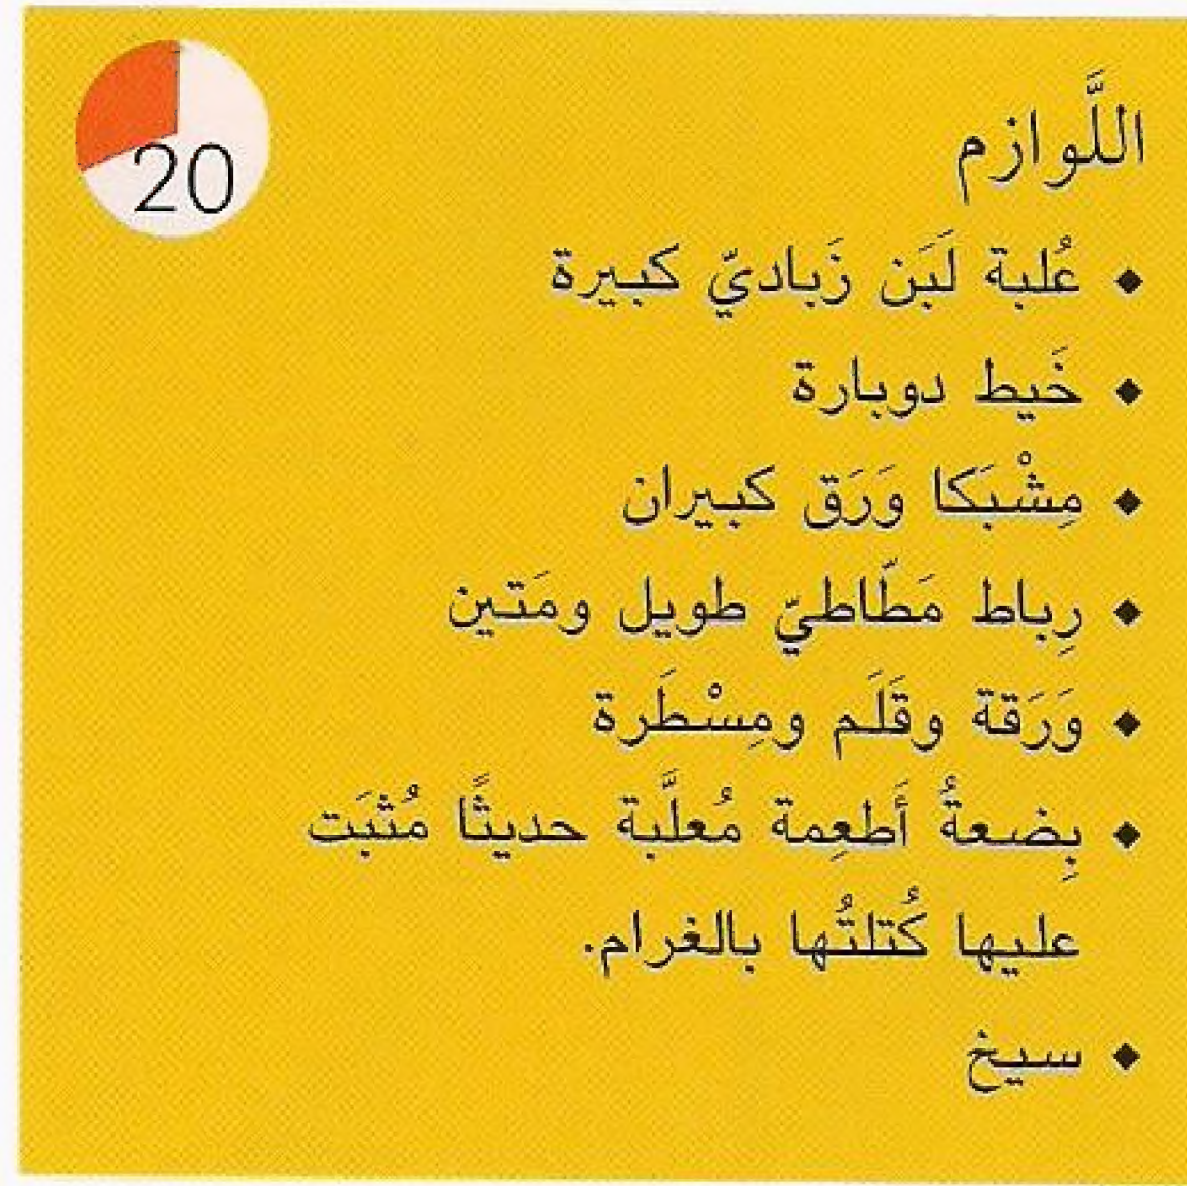 20
اللَّوازم
♦ عُلبة لَبَن زَباديّ كبيرة
♦ خَيط دوبارة
♦ مِشْبَكا وَرَق كبيران
♦ رِباط مَطّاطيّ طويل ومَتين
♦ وَرَقة وقَلَم ومِسْطَرة
♦ بِضعةُ أَطعِمة مُعلَّبة حديثًا مُثبَت
عليها كُتلتُها بالغرام.
♦ سيخ